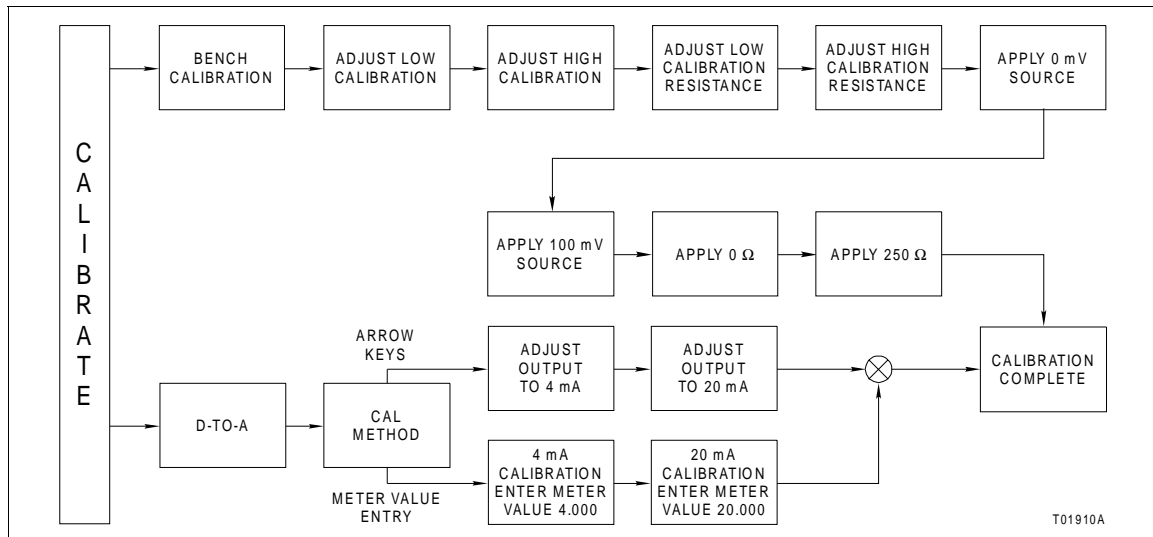 CALIBRATE
BENCH
CALIBRATION
ADJUST LOW
CALIBRATION
ADJUST HIGH
CALIBRATION
ADJUST LOW
CALIBRATION
RESISTANCE
ADJUST HIGH
CALIBRATION
RESISTANCE
APPLY 0 mV
SOURCE
APPLY 100 mV
SOURCE
APPLY 0 Ω
APPLY 250 Ω
CALIBRATION
COMPLETE
D-TO-A
CAL
METHOD
ARROW
KEYS
ADJUST
OUTPUT
TO 4 mA
ADJUST
OUTPUT
TO 20 mA
METER VALUE
ENTRY
4 mA
CALIBRATION
ENTER METER
VALUE 4.000
20 mA
CALIBRATION
ENTER METER
VALUE 20.000
T01910A